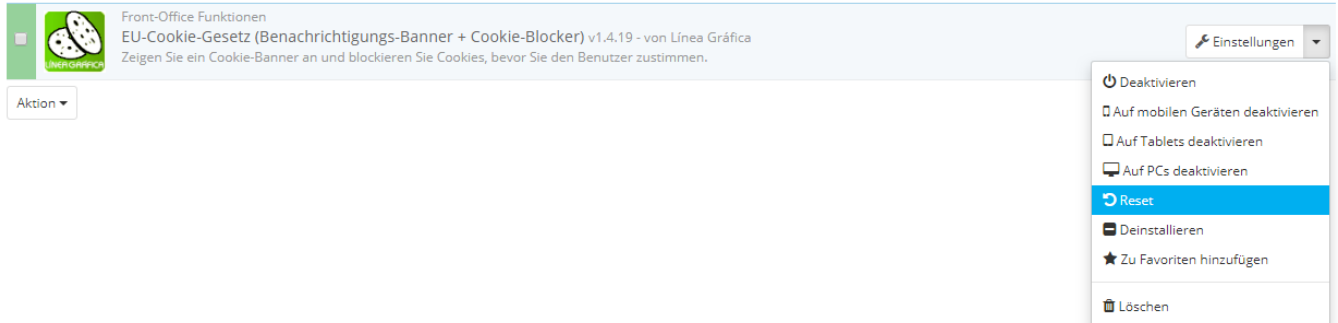 Front-Office Funktionen
EU-Cookie-Gesetz (Benachrichtigungs-Banner + Cookie-Blocker) v1.4.19 - von Línea Gráfica
Zeigen Sie ein Cookie-Banner an und blockieren Sie Cookies, bevor Sie den Benutzer zustimmen.
LÍNEA GRÁFICA
Einstellungen
Aktion
Deaktivieren
Auf mobilen Geräten deaktivieren
Auf Tablets deaktivieren
Auf PCs deaktivieren
Reset
Deinstallieren
Zu Favoriten hinzufügen
Löschen